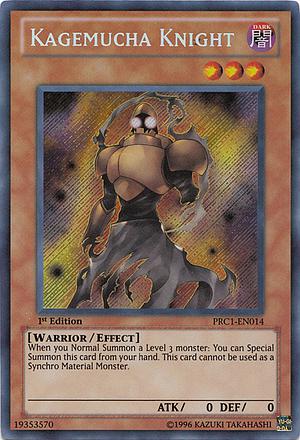 KAGEMUCHA KNIGHT
DARK
闇
1st Edition
PRC1-EN014
[WARRIOR / EFFECT]
When you Normal Summon a Level 3 monster: You can Special
Summon this card from your hand. This card cannot be used as a
Synchro Material Monster.
ATK/ 0 DEF/ 0
19353570
©1996 KAZUKI TAKAHASHI